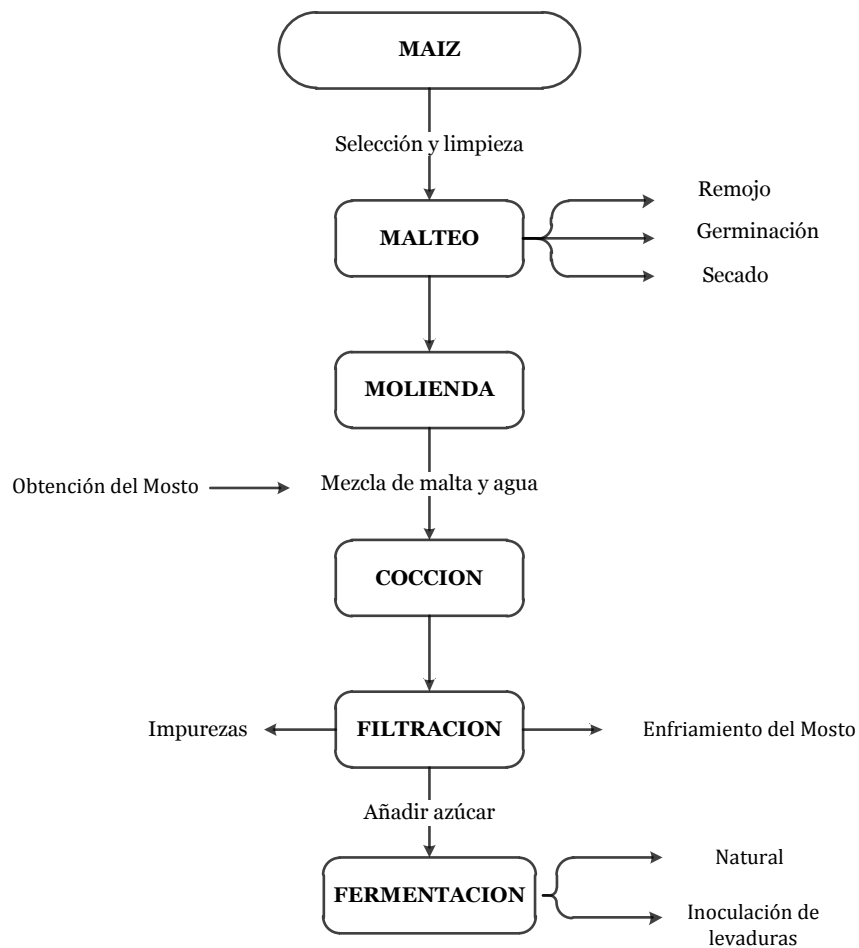 MAIZ
Selección y limpieza
Remojo
MALTEO
Germinación
Secado
MOLIENDA
Obtención del Mosto
Mezcla de malta y agua
COCCION
Impurezas
FILTRACION
Enfriamiento del Mosto
Añadir azúcar
Natural
FERMENTACION
Inoculación de
levaduras